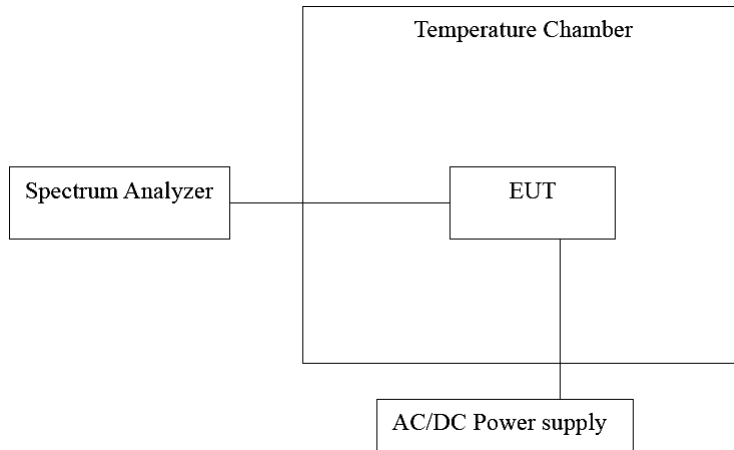 Temperature Chamber
Spectrum Analyzer
EUT
AC/DC Power supply